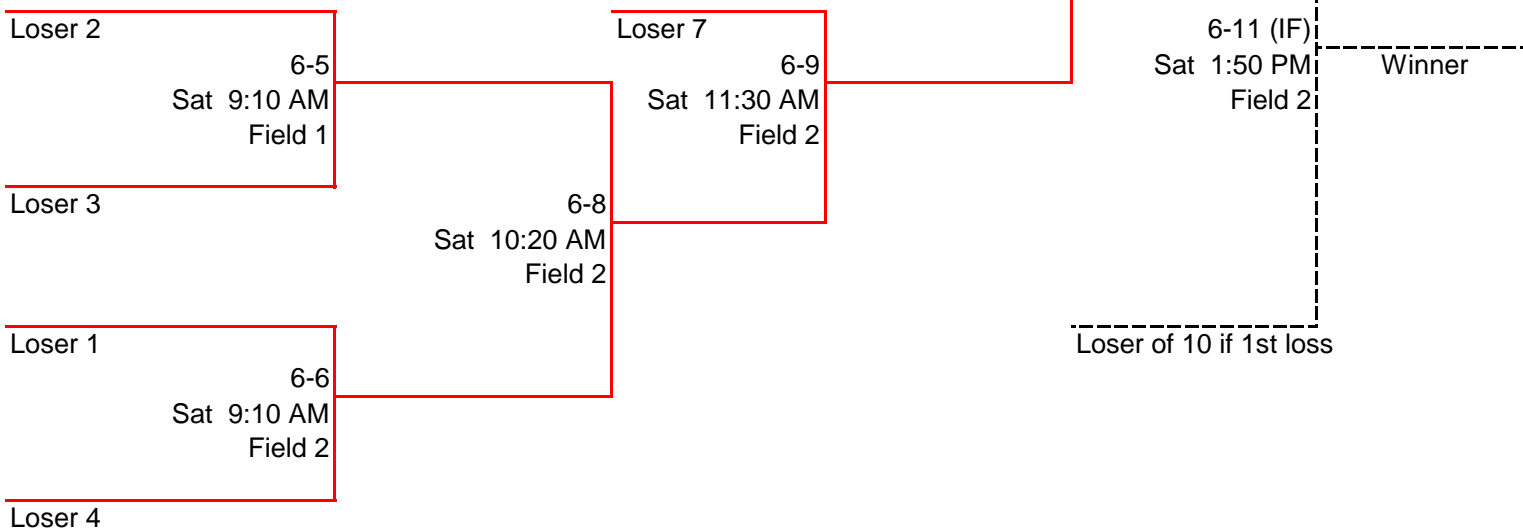 Loser 2
6-5
Sat 9:10 AM
Field 1
Loser 3
Loser 7
6-9
Sat 11:30 AM
Field 2
6-11 (IF)
Sat 1:50 PM
Field 2
Winner
6-8
Sat 10:20 AM
Field 2
Loser 1
6-6
Sat 9:10 AM
Field 2
Loser 4
Loser of 10 if 1st loss